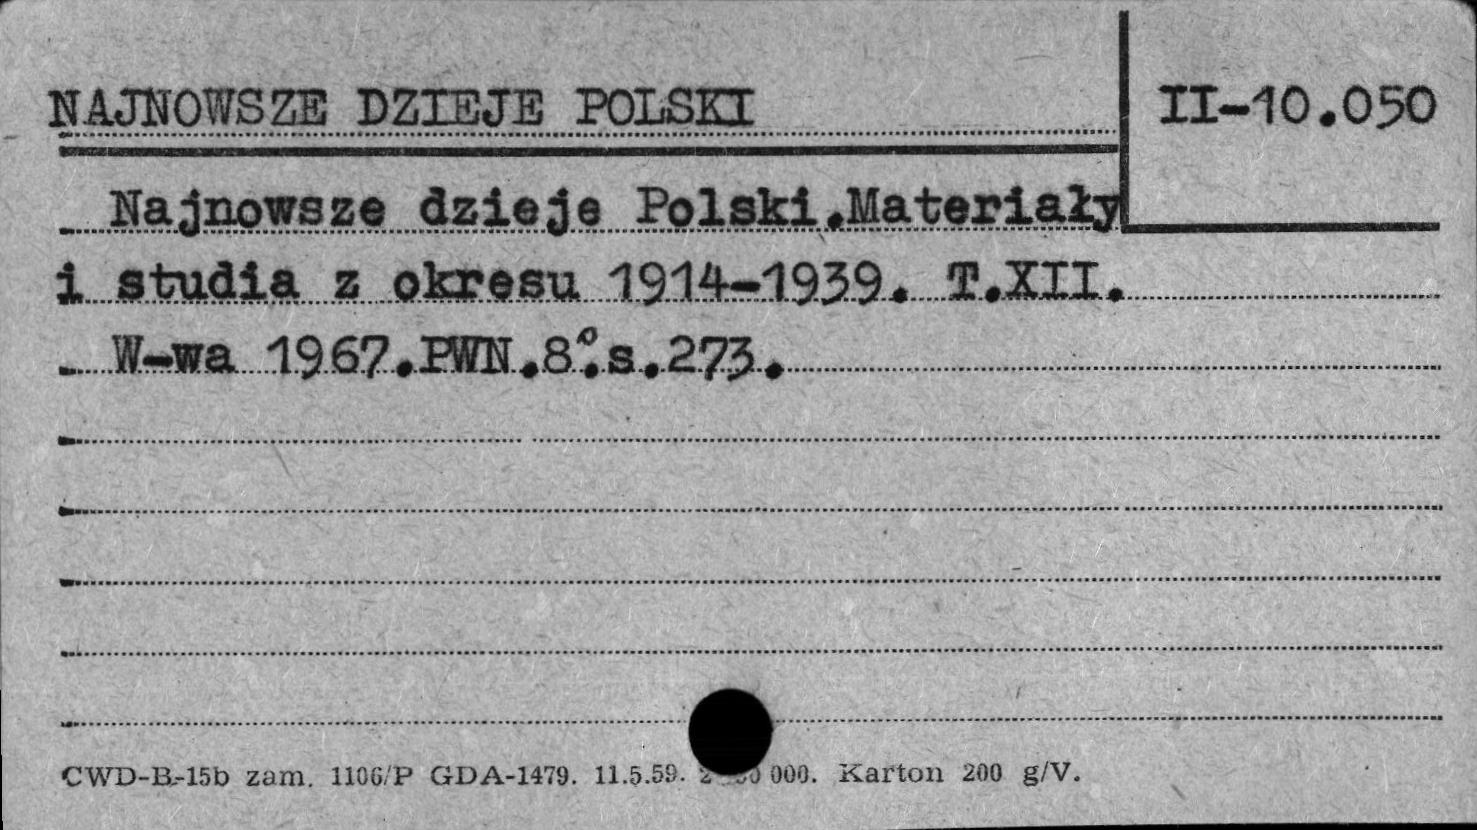 NAJNOWSZE DZIEJE POLSKI
II-10.050
Najnowsze dzieje Polski.Materiały
i studia z okresu 1914-1939. T.XII.
W-wa 1967.PWN.8°.s.273.
CWD-B-15b zam. 1106/P GDA-1479. 11.5.59. 000. Karton 200 g/V.